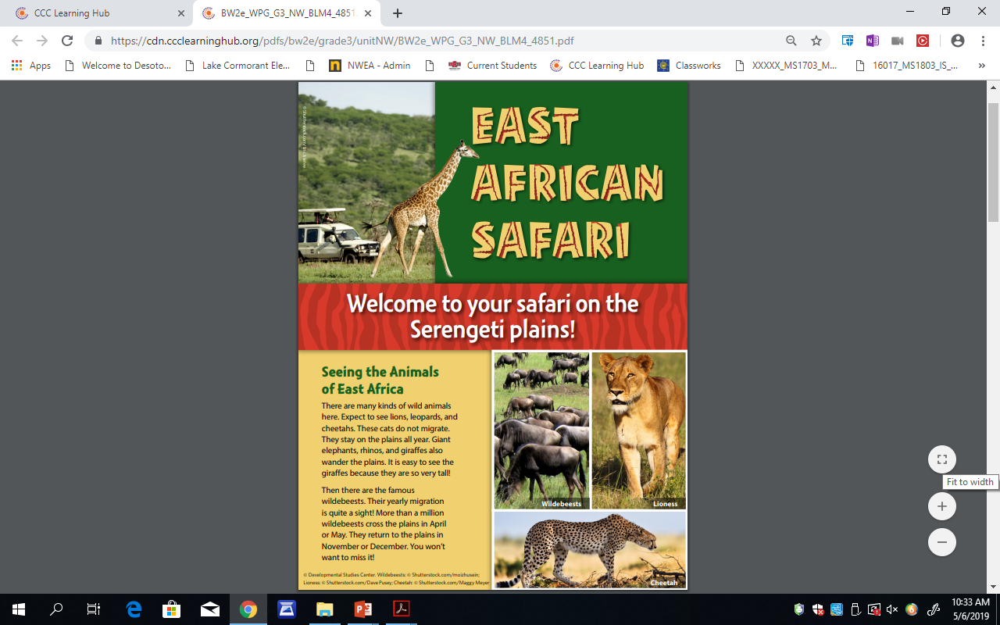 CCC Learning Hub
BW2e_WPG_G3_NW_BLM4_4851.
https://cdn.ccclearninghub.org/pdfs/bw2e/grade3/unitNW/BW2e_WPG_G3_NW_BLM4_4851.pdf
Apps
Welcome to Desoto...
Lake Cormorant Ele...
NWEA - Admin
Current Students
CCC Learning Hub
Classworks
XXXXX_MS1703_M...
16017_MS1803_IS_...
»
EAST
AFRICAN
SAFARI
Welcome to your safari on the
Serengeti plains!
Seeing the Animals
of East Africa
There are many kinds of wild animals
here. Expect to see lions, leopards, and
cheetahs. These cats do not migrate.
They stay on the plains all year. Giant
elephants, rhinos, and giraffes also
wander the plains. It is easy to see the
giraffes because they are so very tall!
Then there are the famous
wildebeests. Their yearly migration
is quite a sight! More than a million
wildebeests cross the plains in April
or May. They return to the plains in
November or December. You won't
want to miss it!
© Developmental Studies Center. Wildebeests: © Shutterstock.com/moizhusein;
Lioness: © Shutterstock.com/Dave Pusey; Cheetah: © Shutterstock.com/Maggy Meyer
Wildebeests
Lioness
Cheetah
Fit to width
10:33 AM
5/6/2019